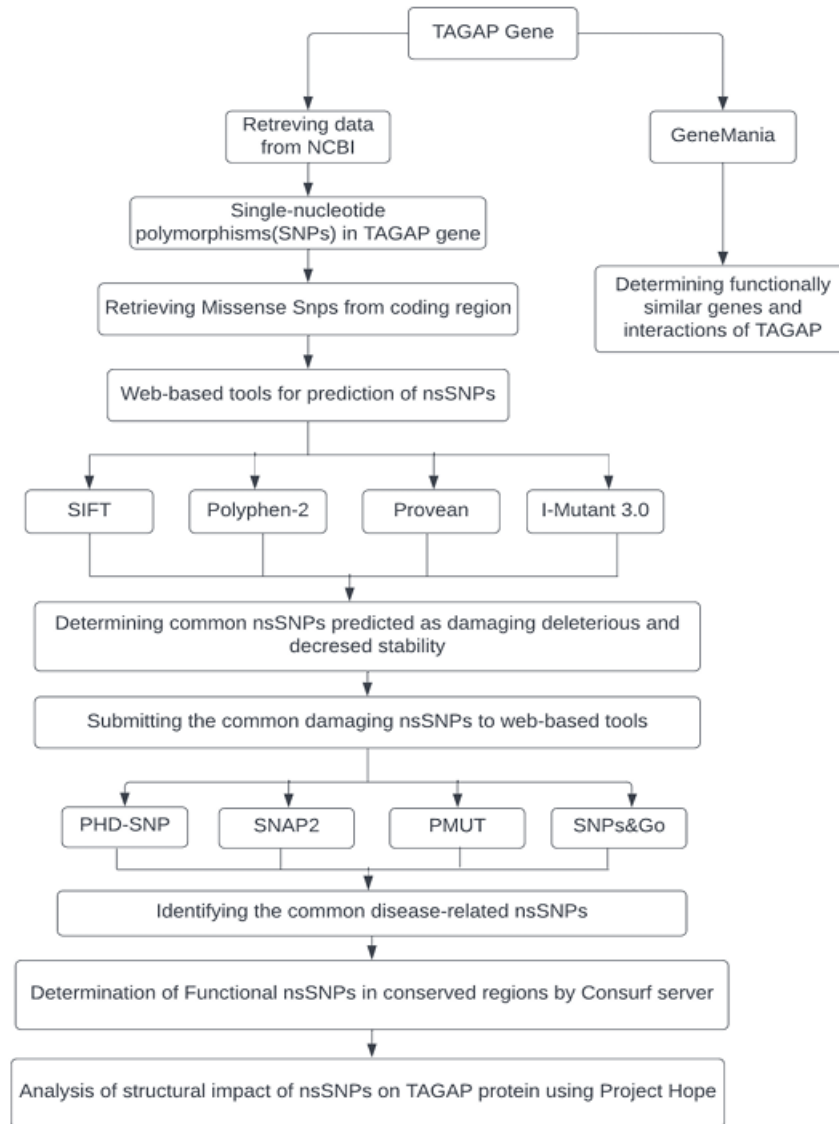 TAGAP Gene
Retreving data
from NCBI
GeneMania
Single-nucleotide
polymorphisms(SNPs) in TAGAP gene
Determining functionally
similar genes and
interactions of TAGAP
Retrieving Missense Snps from coding region
Web-based tools for prediction of nsSNPs
SIFT
Polyphen-2
Provean
I-Mutant 3.0
Determining common nsSNPs predicted as damaging deleterious and
decresed stability
Submitting the common damaging nsSNPs to web-based tools
PHD-SNP
SNAP2
PMUT
SNPs&Go
Identifying the common disease-related nsSNPs
Determination of Functional nsSNPs in conserved regions by Consurf server
Analysis of structural impact of nsSNPs on TAGAP protein using Project Hope